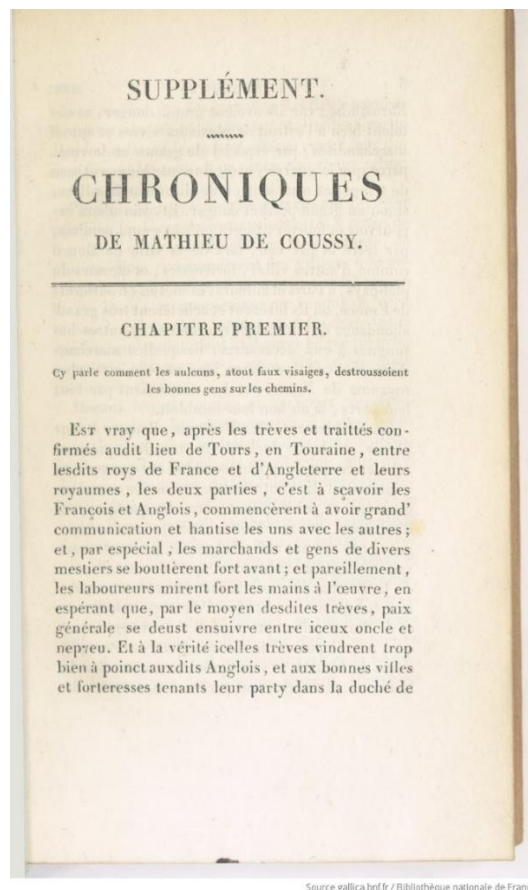 SUPPLÉMENT.
CHRONIQUES
DE MATHIEU DE COUSSY.
CHAPITRE PREMIER.
Cy parle comment les aulcuns, atout faux visaiges, destroussoient
les bonnes gens sur les chemins.
EST vray que, après les trèves et traittés con-
firmés audit lieu de Tours, en Touraine, entre
lesdits roys de France et d'Angleterre et leurs
royaumes, les deux parties, c'est à sçavoir les
François et Anglois, commencèrent à avoir grand'
communication et hantise les uns avec les autres;
et, par espécial, les marchands et gens de divers
mestiers se bouttèrent fort avant; et pareillement,
les laboureurs mirent fort les mains à l'œuvre, en
espérant que, par le moyen desdites trèves, paix
générale se deust ensuivre entre iceux oncle et
nepveu. Et à la vérité icelles trèves vindrent trop
bien à poinct auxdits Anglois, et aux bonnes villes
et forteresses tenants leur party dans la duché de
Source gallica.bnf.fr / Bibliothèque nationale de Fran